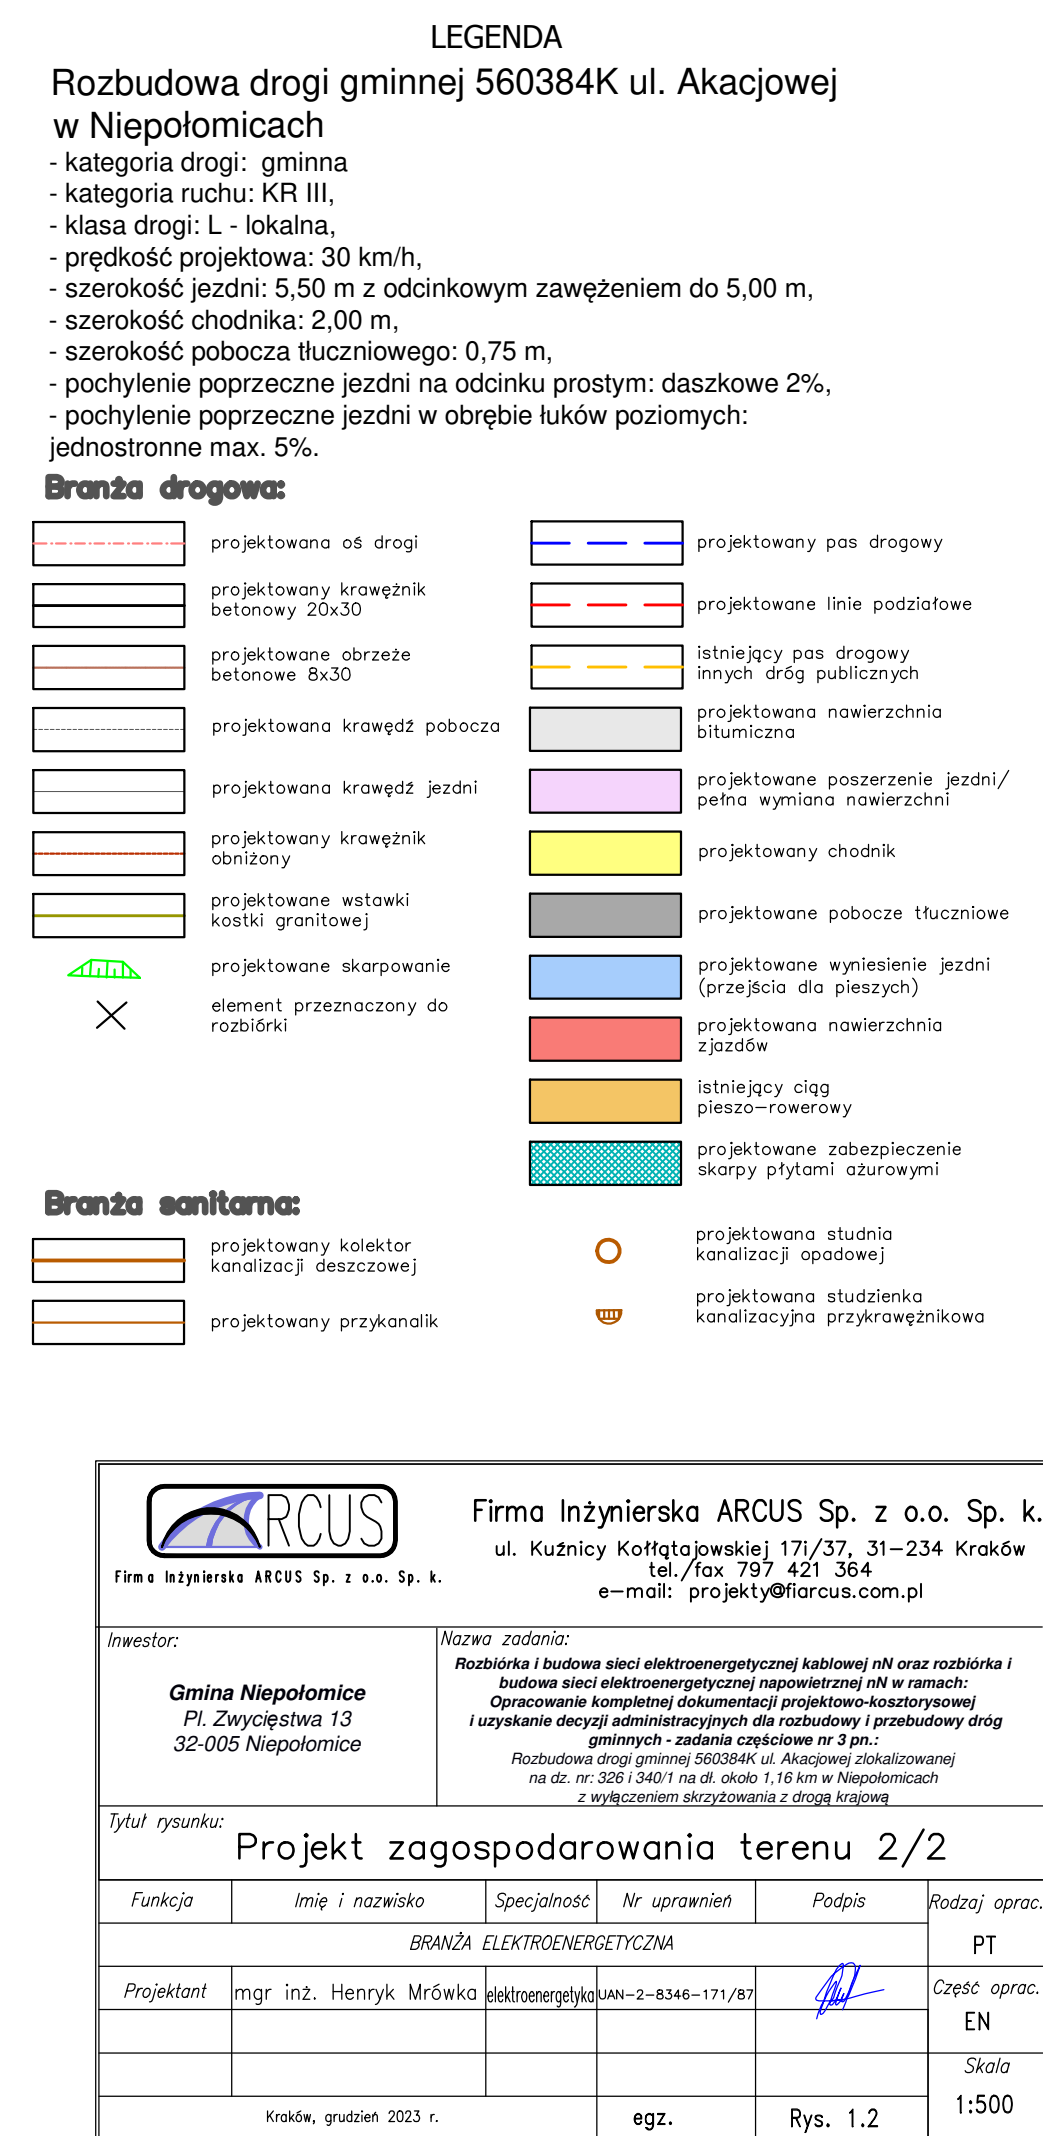 LEGENDA
Rozbudowa drogi gminnej 560384K ul. Akacjowej
w Niepołomicach
- kategoria drogi: gminna
- kategoria ruchu: KR III,
- klasa drogi: L - lokalna,
- prędkość projektowa: 30 km/h,
- szerokość jezdni: 5,50 m z odcinkowym zawężeniem do 5,00 m,
- szerokość chodnika: 2,00 m,
- szerokość pobocza tłuczniowego: 0,75 m,
- pochylenie poprzeczne jezdni na odcinku prostym: daszkowe 2%,
- pochylenie poprzeczne jezdni w obrębie łuków poziomych:
jednostronne max. 5%.
Branża drogowa:
projektowana oś drogi
projektowany krawężnik
betonowy 20x30
projektowane obrzeże
betonowe 8x30
projektowana krawędź pobocza
projektowana krawędź jezdni
projektowany krawężnik
obniżony
projektowane wstawki
kostki granitowej
projektowane skarpowanie
element przeznaczony do
rozbiórki
projektowany pas drogowy
projektowane linie podziałowe
istniejący pas drogowy
innych dróg publicznych
projektowana nawierzchnia
bitumiczna
projektowane poszerzenie jezdni/
pełna wymiana nawierzchni
projektowany chodnik
projektowane pobocze tłuczniowe
projektowane wyniesienie jezdni
(przejścia dla pieszych)
projektowana nawierzchnia
zjazdów
istniejący ciąg
pieszo-rowerowy
projektowane zabezpieczenie
skarpy płytami ażurowymi
Branża sanitarna:
projektowany kolektor
kanalizacji deszczowej
projektowany przykanalik
projektowana studnia
kanalizacji opadowej
projektowana studzienka
kanalizacyjna przykrawężnikowa
ARCUS
Firma Inżynierska ARCUS Sp. z o.o. Sp. k.
Firma Inżynierska ARCUS Sp. z o.o. Sp. k.
ul. Kuźnicy Kołłątajowskiej 17i/37, 31-234 Kraków
tel./fax 797 421 364
e-mail: projekty@fiarcus.com.pl
Inwestor:
Gmina Niepołomice
Pl. Zwycięstwa 13
32-005 Niepołomice
Nazwa zadania:
Rozbiórka i budowa sieci elektroenergetycznej kablowej nN oraz rozbiórka i
budowa sieci elektroenergetycznej napowietrznej nN w ramach:
Opracowanie kompletnej dokumentacji projektowo-kosztorysowej
i uzyskanie decyzji administracyjnych dla rozbudowy i przebudowy dróg
gminnych - zadania częściowe nr 3 pn.:
Rozbudowa drogi gminnej 560384K ul. Akacjowej zlokalizowanej
na dz. nr: 326 i 340/1 na dł. około 1,16 km w Niepołomicach
z wyłączeniem skrzyżowania z drogą krajową
Tytuł rysunku:
Projekt zagospodarowania terenu 2/2
Funkcja Imię i nazwisko Specjalność Nr uprawnień Podpis Rodzaj oprac.
BRANŻA ELEKTROENERGETYCZNA PT
Projektant mgr inż. Henryk Mrówka elektroenergetyka UAN-2-8346-171/87 Część oprac.
EN
Skala
1:500
Kraków, grudzień 2023 r. egz. Rys. 1.2